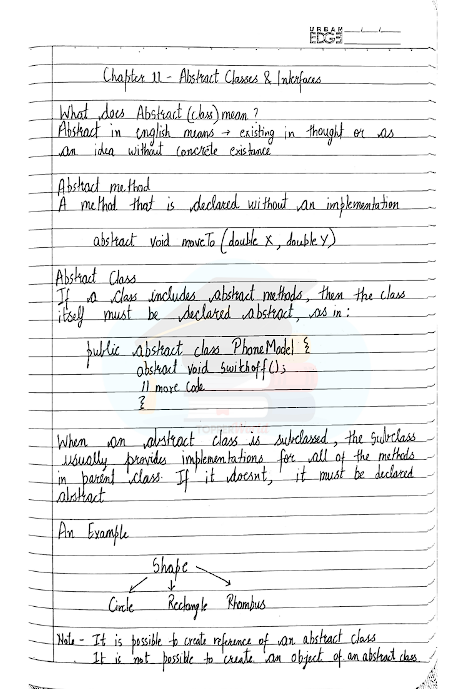 URBAN
EDGE
Chapter 11 - Abstract Classes & Interfaces
What does Abstract (class) mean ?
Abstract in english means → existing in thought or as
an idea without concrete existance
Abstract method
A method that is declared without an implementation
abstract void moveTo (double X, double Y)
Abstract Class
If a class includes abstract methods, then the class
itself must be declared abstract, as in :
public abstract class PhoneModel {
abstract void switchoff();
// more code
}
When an abstract class is subclassed, the subclass
usually provides implementations for all of the methods
in parent class. If it doesnt, it must be declared
abstract
An Example
Shape
Circle Rectangle Rhombus
Note - It is possible to create reference of an abstract class
It is not possible to create an object of an abstract class